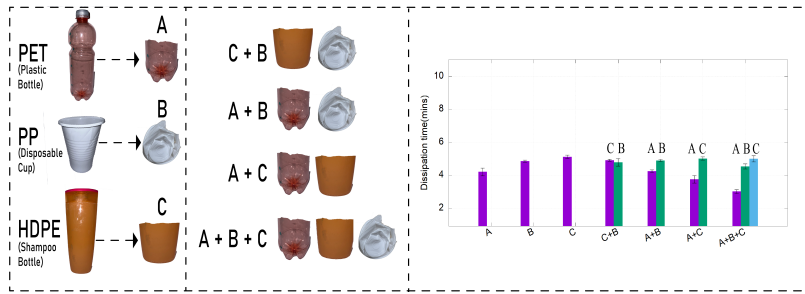 PET
(Plastic
Bottle)
A
PP
(Disposable
Cup)
B
HDPE
(Shampoo
Bottle)
C
C + B
A + B
A + C
A + B + C
Dissipation time(mins)
10
8
6
4
2
C B
A B
A C
A B C
A
B
C
C+B
A+B
A+C
A+B+C